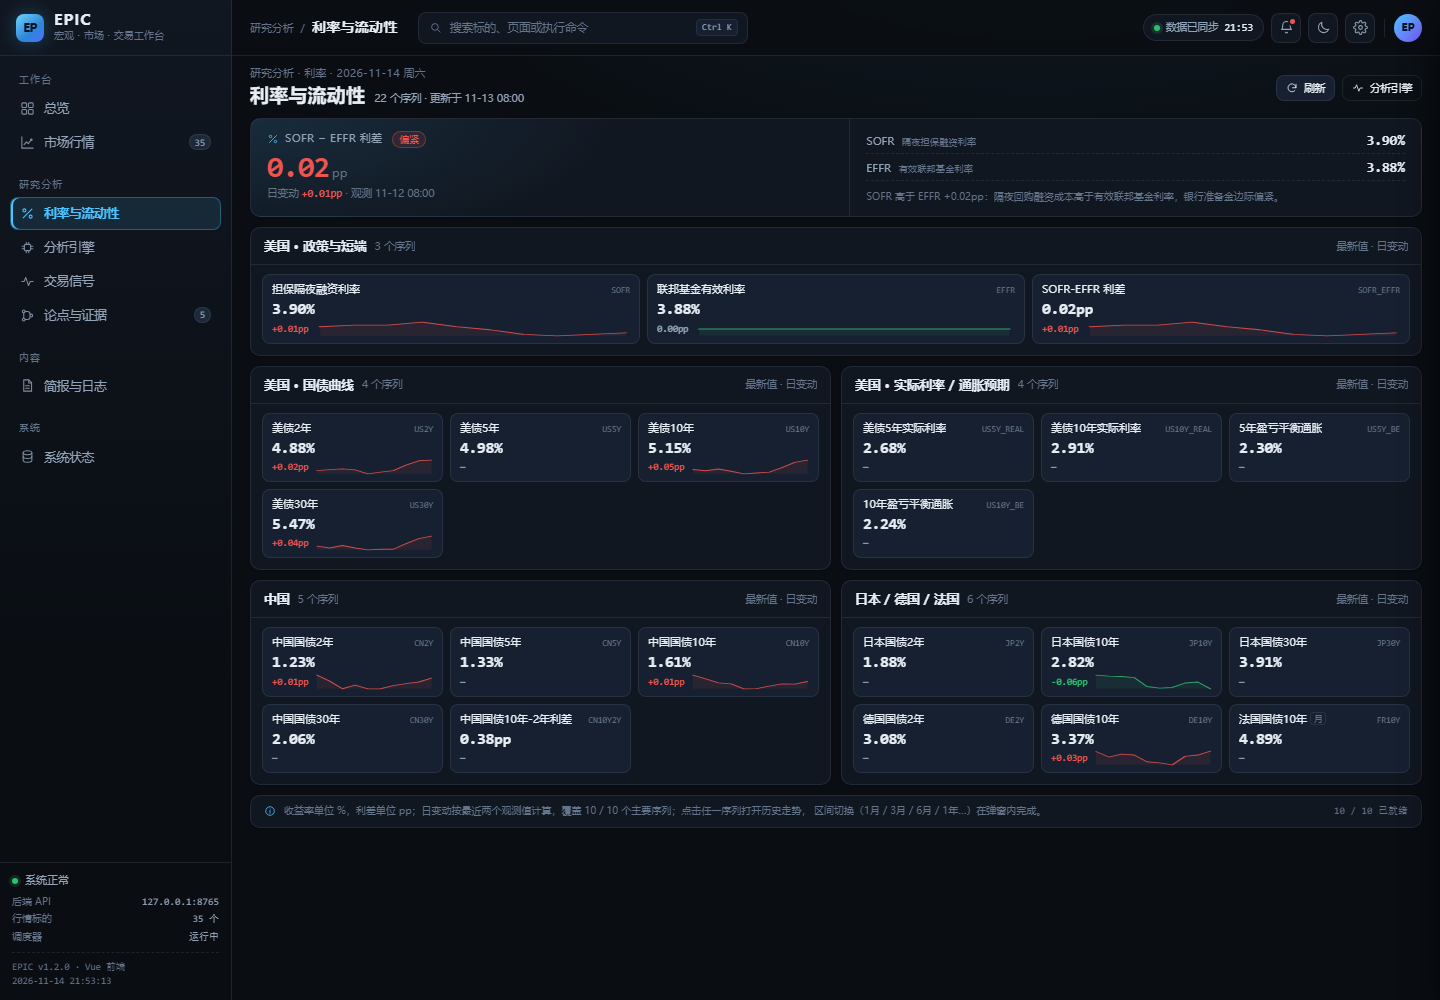 EP
EPIC
宏观 · 市场 · 交易工作台
工作台
总览
市场行情 35
研究分析
利率与流动性
分析引擎
交易信号
论点与证据 5
内容
简报与日志
系统
系统状态
系统正常
后端 API 127.0.0.1:8765
行情标的 35 个
调度器 运行中
EPIC v1.2.0 · Vue 前端
2026-11-14 21:53:13
研究分析 / 利率与流动性
搜索标的、页面或执行命令 Ctrl K
数据已同步 21:53
EP
研究分析 · 利率 · 2026-11-14 周六
利率与流动性 22 个序列 · 更新于 11-13 08:00
刷新
分析引擎
SOFR − EFFR 利差 偏紧
0.02 pp
日变动 +0.01pp · 观测 11-12 08:00
SOFR 隔夜担保融资利率 3.90%
EFFR 有效联邦基金利率 3.88%
SOFR 高于 EFFR +0.02pp：隔夜回购融资成本高于有效联邦基金利率，银行准备金边际偏紧。
美国 • 政策与短端 3 个序列 最新值 · 日变动
担保隔夜融资利率 SOFR
3.90%
+0.01pp
联邦基金有效利率 EFFR
3.88%
0.00pp
SOFR-EFFR 利差 SOFR_EFFR
0.02pp
+0.01pp
美国 • 国债曲线 4 个序列 最新值 · 日变动
美债2年 US2Y
4.88%
+0.02pp
美债5年 US5Y
4.98%
—
美债10年 US10Y
5.15%
+0.05pp
美债30年 US30Y
5.47%
+0.04pp
美国 • 实际利率 / 通胀预期 4 个序列 最新值 · 日变动
美债5年实际利率 US5Y_REAL
2.68%
—
美债10年实际利率 US10Y_REAL
2.91%
—
5年盈亏平衡通胀 US5Y_BE
2.30%
—
10年盈亏平衡通胀 US10Y_BE
2.24%
—
中国 5 个序列 最新值 · 日变动
中国国债2年 CN2Y
1.23%
+0.01pp
中国国债5年 CN5Y
1.33%
—
中国国债10年 CN10Y
1.61%
+0.01pp
中国国债30年 CN30Y
2.06%
—
中国国债10年-2年利差 CN10Y2Y
0.38pp
—
日本 / 德国 / 法国 6 个序列 最新值 · 日变动
日本国债2年 JP2Y
1.88%
—
日本国债10年 JP10Y
2.82%
-0.06pp
日本国债30年 JP30Y
3.91%
—
德国国债2年 DE2Y
3.08%
—
德国国债10年 DE10Y
3.37%
+0.03pp
法国国债10年 月 FR10Y
4.89%
—
收益率单位 %，利差单位 pp；日变动按最近两个观测值计算，覆盖 10 / 10 个主要序列；点击任一序列打开历史走势， 区间切换（1月 / 3月 / 6月 / 1年…）在弹窗内完成。 10 / 10 已就绪